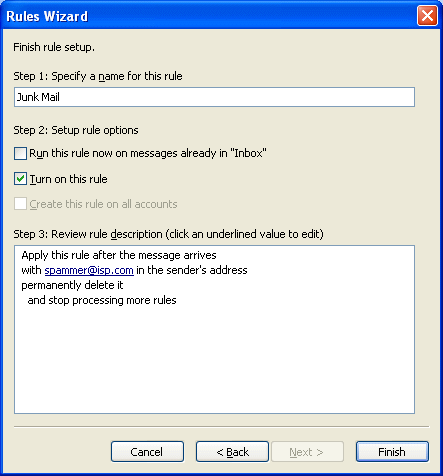 Rules Wizard
Finish rule setup.
Step 1: Specify a name for this rule
Junk Mail
Step 2: Setup rule options
Run this rule now on messages already in "Inbox"
Turn on this rule
Create this rule on all accounts
Step 3: Review rule description (click an underlined value to edit)
Apply this rule after the message arrives
with spammer@isp.com in the sender's address
permanently delete it
and stop processing more rules
Cancel
< Back
Next >
Finish